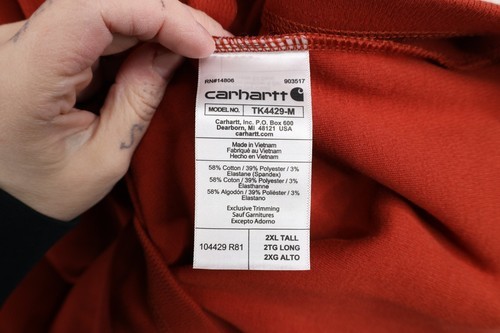 RN#14806 903517
carhartt
MODEL NO. TK4429-M
Carhartt, Inc. P.O. Box 600
Dearborn, MI 48121 USA
carhartt.com
Made in Vietnam
Fabriqué au Vietnam
Hecho en Vietnam
58% Cotton / 39% Polyester / 3%
Elastane (Spandex)
58% Coton / 39% Polyester / 3%
Élasthanne
58% Algodón / 39% Poliéster / 3%
Elastano
Exclusive Trimming
Sauf Garnitures
Excepto Adorno
104429 R81
2XL TALL
2TG LONG
2XG ALTO